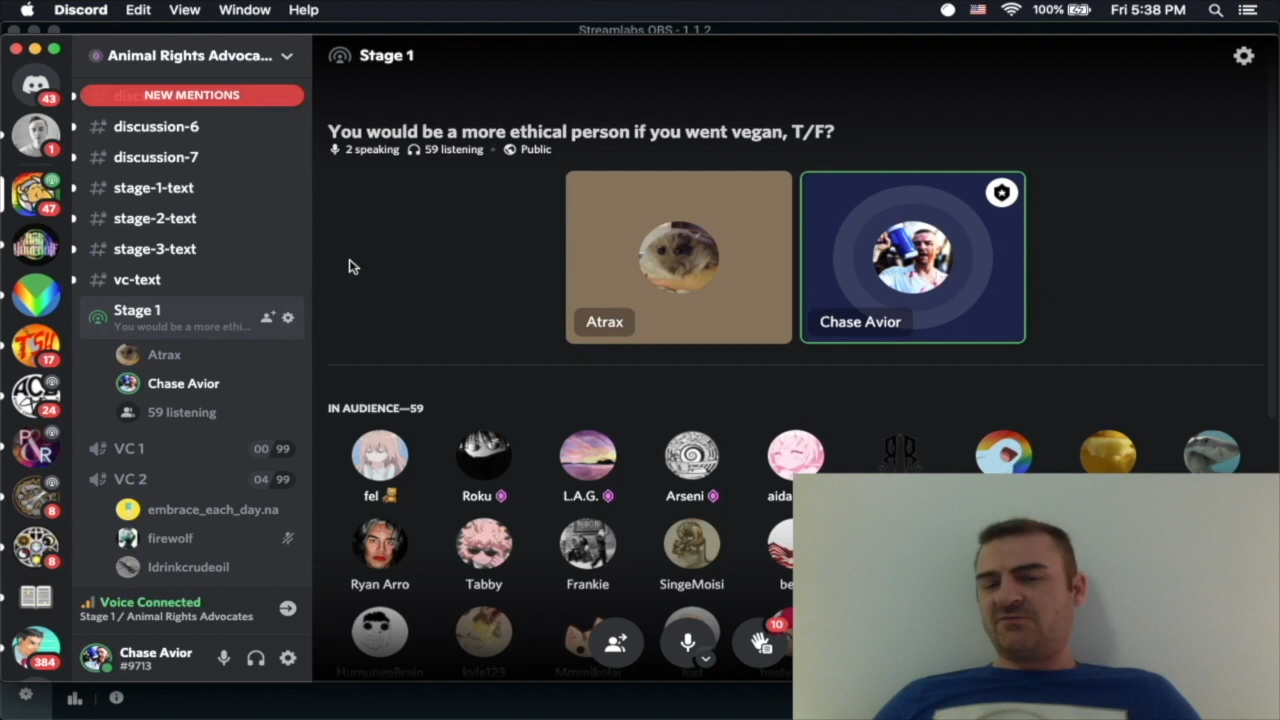 Discord Edit View Window Help
100% Fri 5:38 PM
Streamlabs OBS - 1.1.2
Animal Rights Advoca...
NEW MENTIONS
discussion-6
discussion-7
stage-1-text
stage-2-text
stage-3-text
vc-text
Stage 1
You would be a more ethi...
Atrax
Chase Avior
59 listening
VC 1 00 99
VC 2 04 99
embrace_each_day.na
firewolf
Idrinkcrudeoil
Voice Connected
Stage 1 / Animal Rights Advocates
Chase Avior
#9713
43
1
47
17
24
8
8
384
Stage 1
You would be a more ethical person if you went vegan, T/F?
2 speaking 59 listening • Public
Atrax
Chase Avior
IN AUDIENCE—59
fel Roku L.A.G. Arseni aida
Ryan Arro Tabby Frankie SingeMoisi be
10
HumungoBrain kyle123 Mmmikolaj